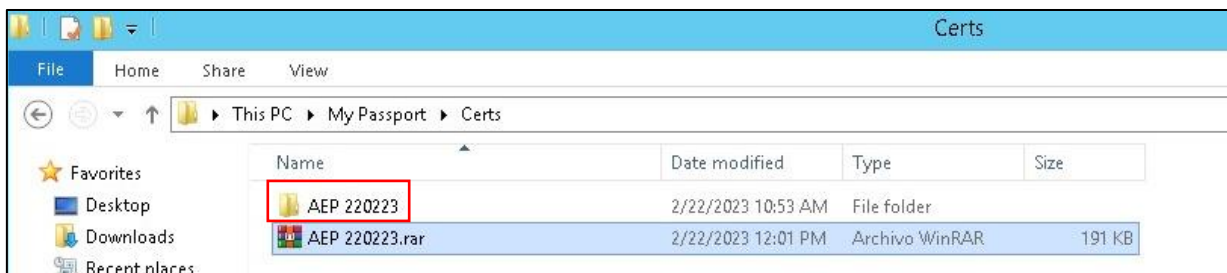 Certs
File Home Share View
This PC ▸ My Passport ▸ Certs
Favorites
Name Date modified Type Size
Desktop AEP 220223 2/22/2023 10:53 AM File folder
Downloads AEP 220223.rar 2/22/2023 12:01 PM Archivo WinRAR 191 KB
Recent places